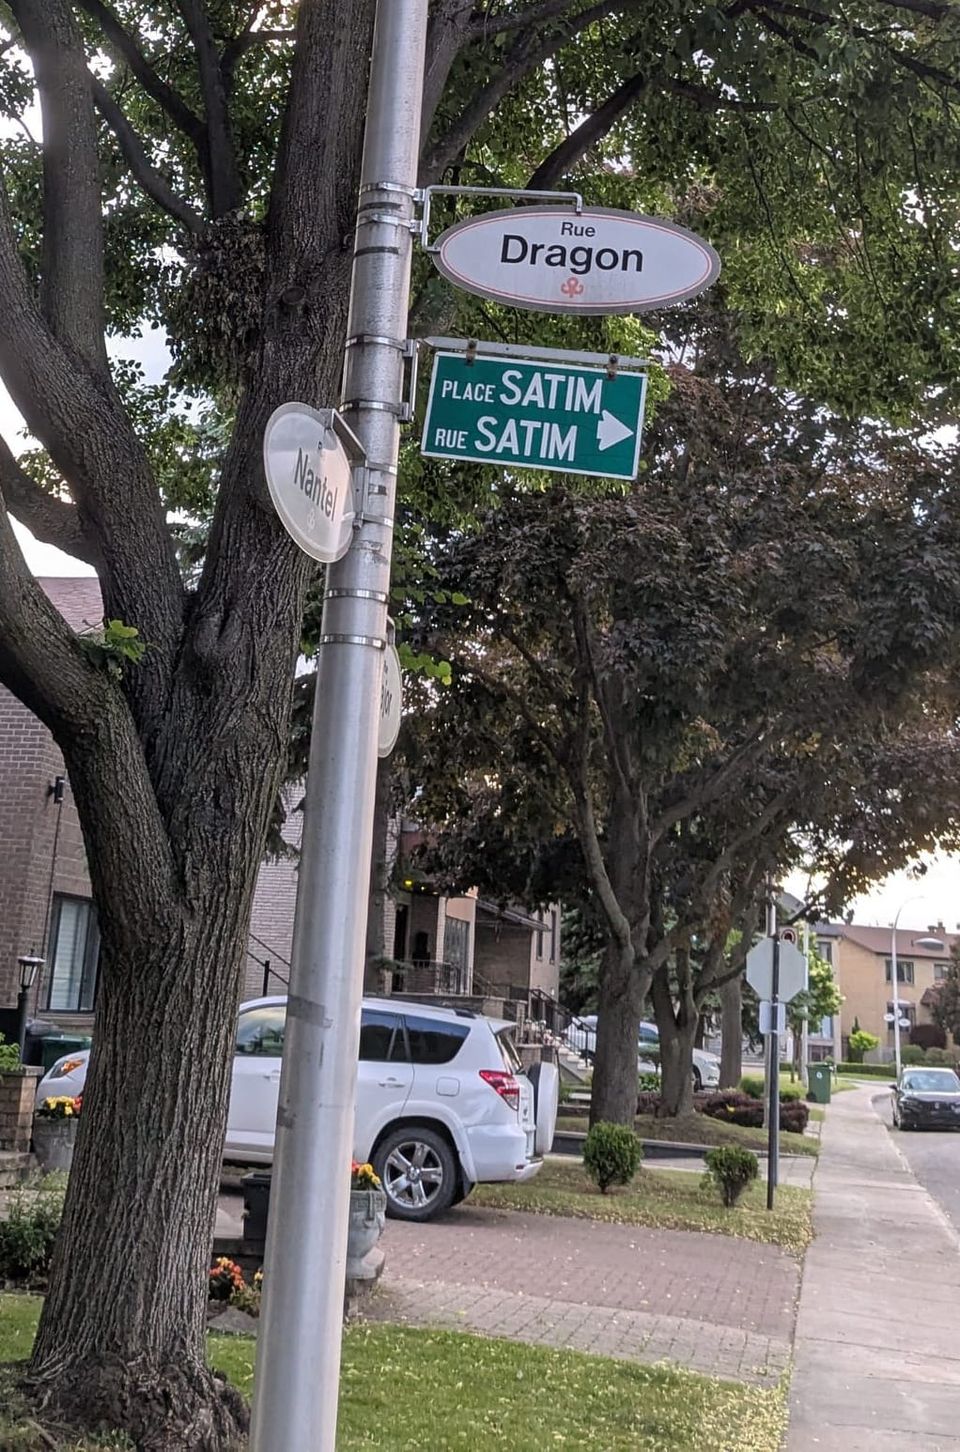 Rue
Dragon
PLACE SATIM
RUE SATIM
Nantel